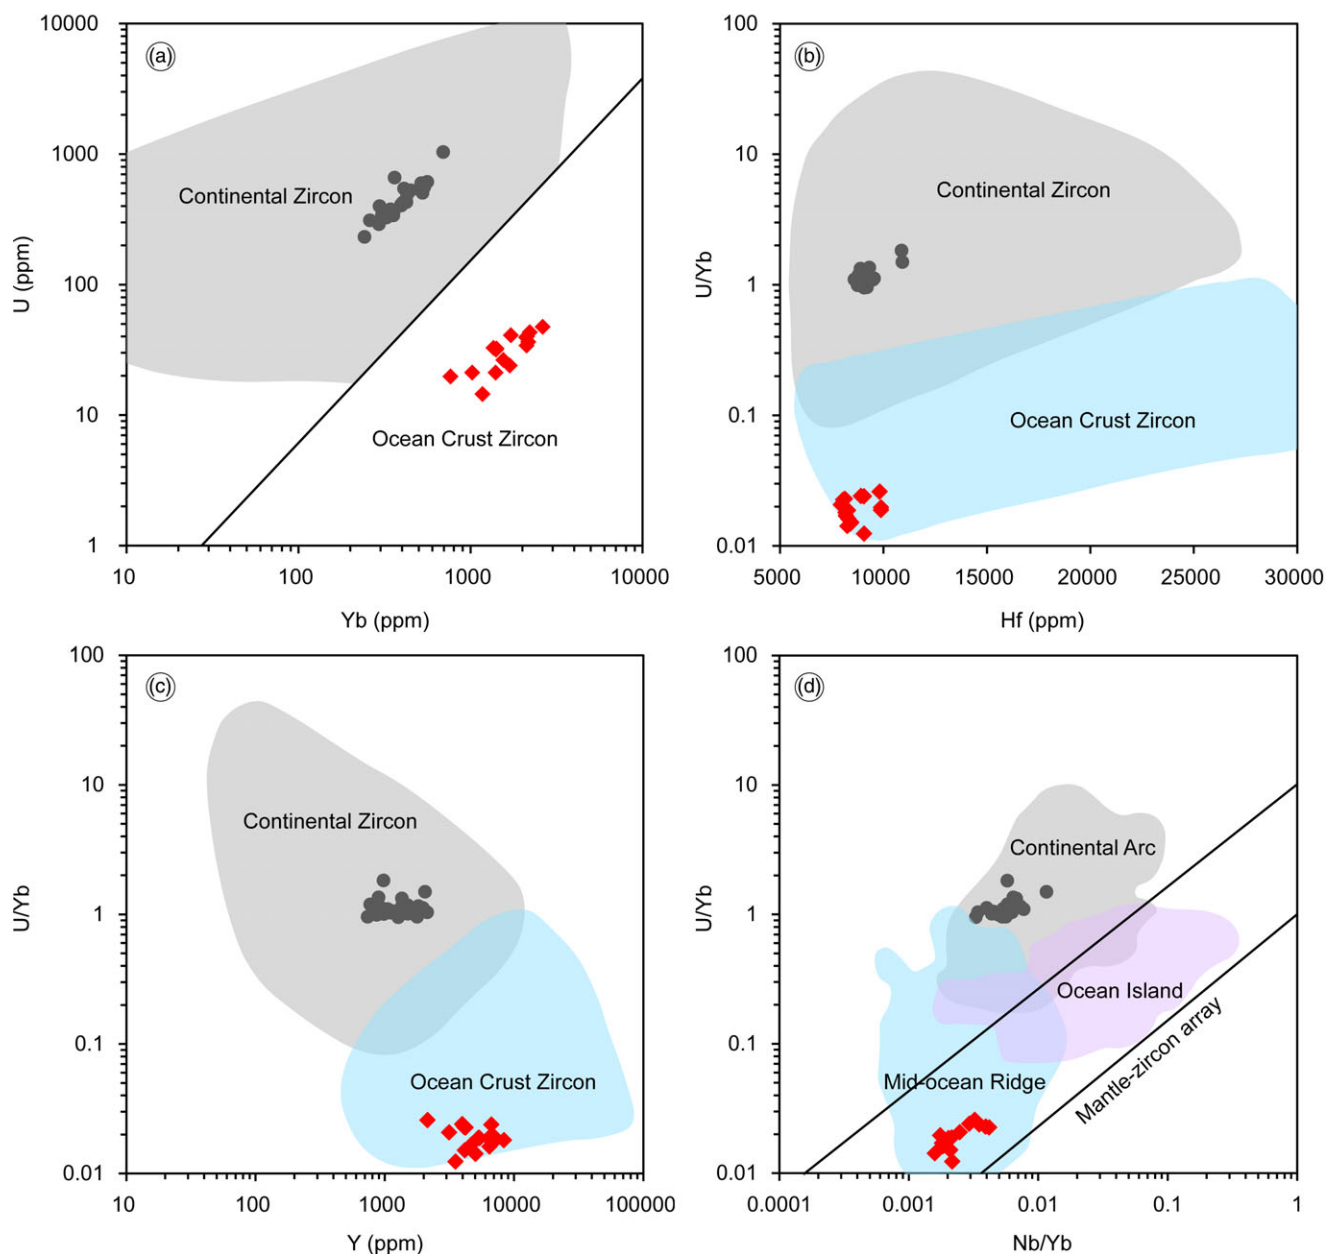 (a)
10000
1000
100
10
1
U (ppm)
Continental Zircon
Ocean Crust Zircon
10
100
1000
10000
Yb (ppm)
(b)
100
10
1
0.1
0.01
U/Yb
Continental Zircon
Ocean Crust Zircon
5000
10000
15000
20000
25000
30000
Hf (ppm)
(c)
100
10
1
0.1
0.01
U/Yb
Continental Zircon
Ocean Crust Zircon
10
100
1000
10000
100000
Y (ppm)
(d)
100
10
1
0.1
0.01
U/Yb
Continental Arc
Ocean Island
Mid-ocean Ridge
Mantle-zircon array
0.0001
0.001
0.01
0.1
1
Nb/Yb